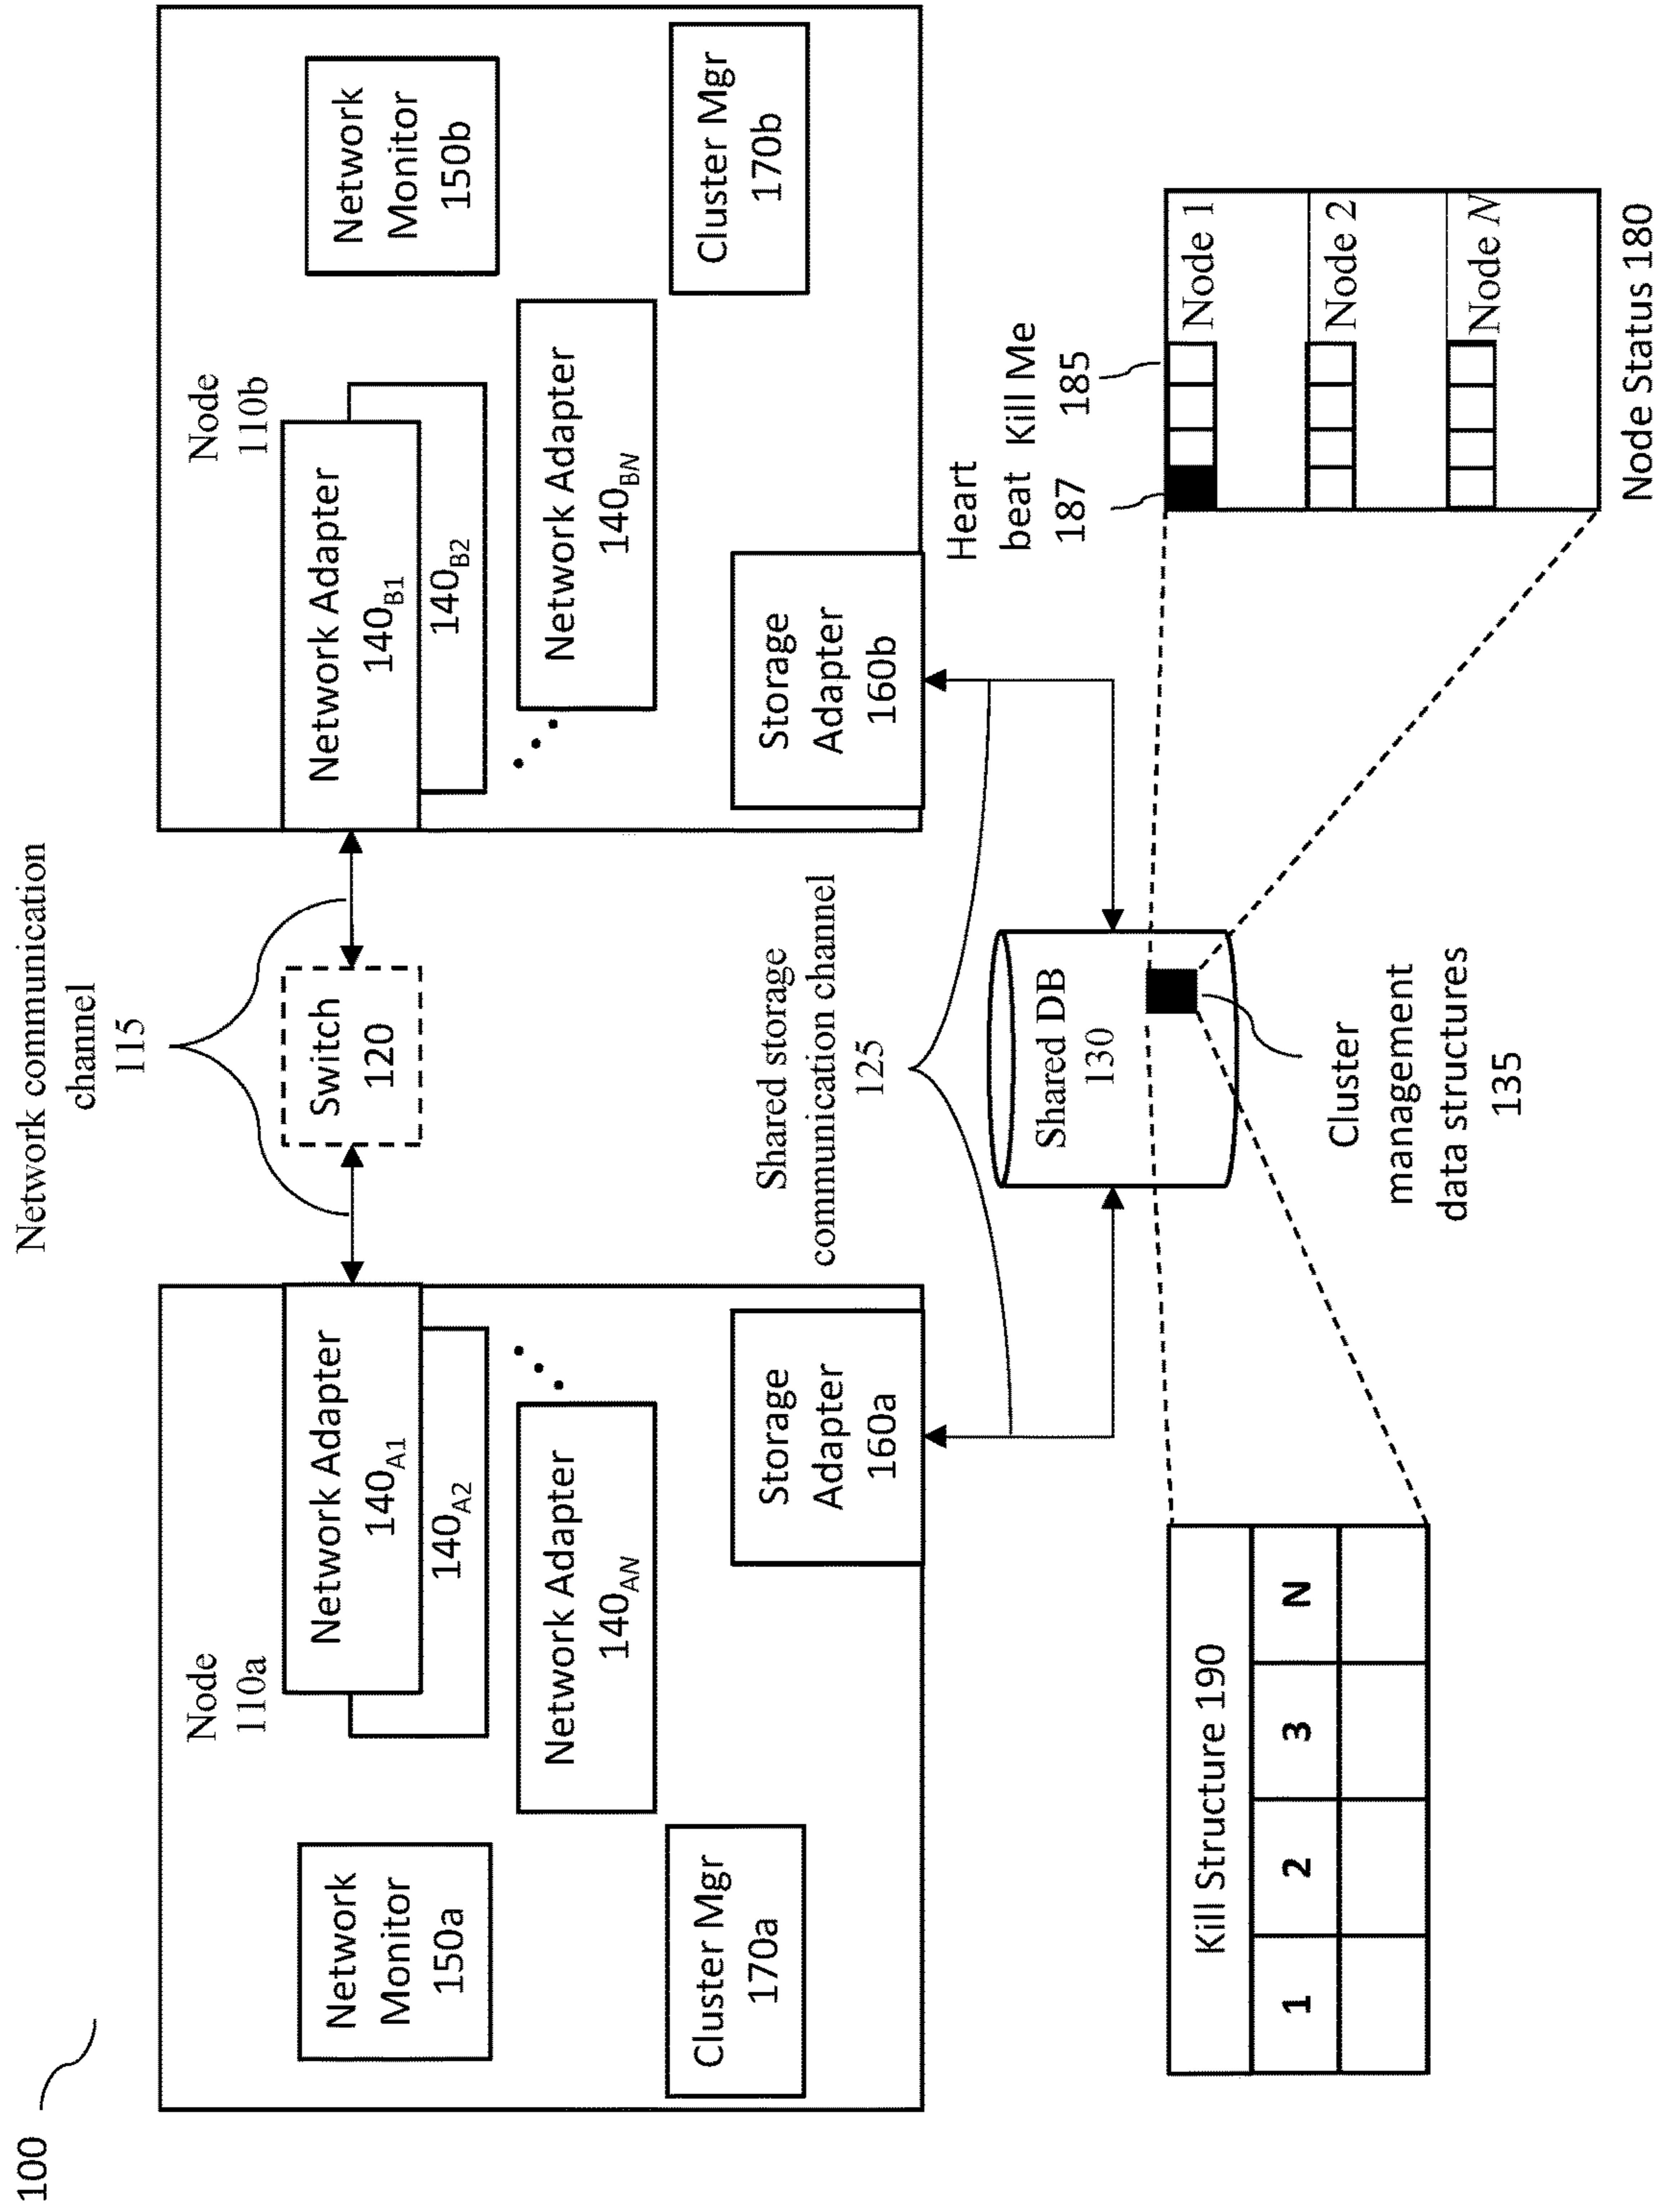 100
Network communication
channel
115
Node
110a
Network Adapter
140A1
140A2
Network Adapter
140AN
Network
Monitor
150a
Cluster Mgr
170a
Storage
Adapter
160a
Switch
120
Node
110b
Network Adapter
140B1
140B2
Network Adapter
140BN
Network
Monitor
150b
Cluster Mgr
170b
Storage
Adapter
160b
Shared storage
communication channel
125
Shared DB
130
Cluster
management
data structures
135
Kill Structure 190
1 2 3 N
Heart
beat
187
Kill Me
185
Node 1
Node 2
Node N
Node Status 180